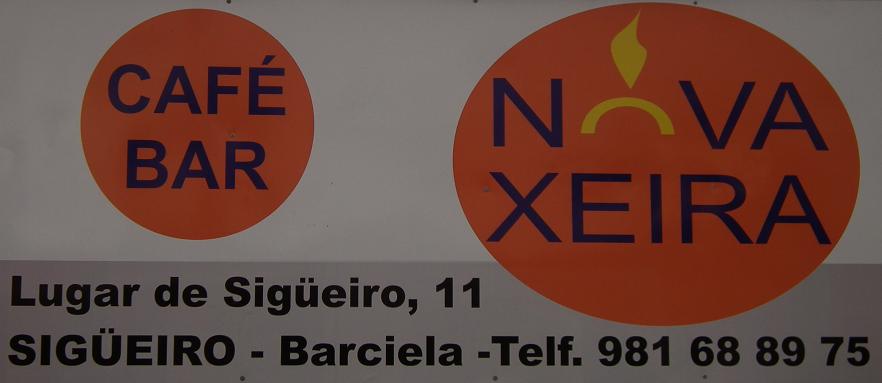 CAFÉ
BAR
NOVA
XEIRA
Lugar de Sigüeiro, 11
SIGÜEIRO - Barciela -Telf. 981 68 89 75